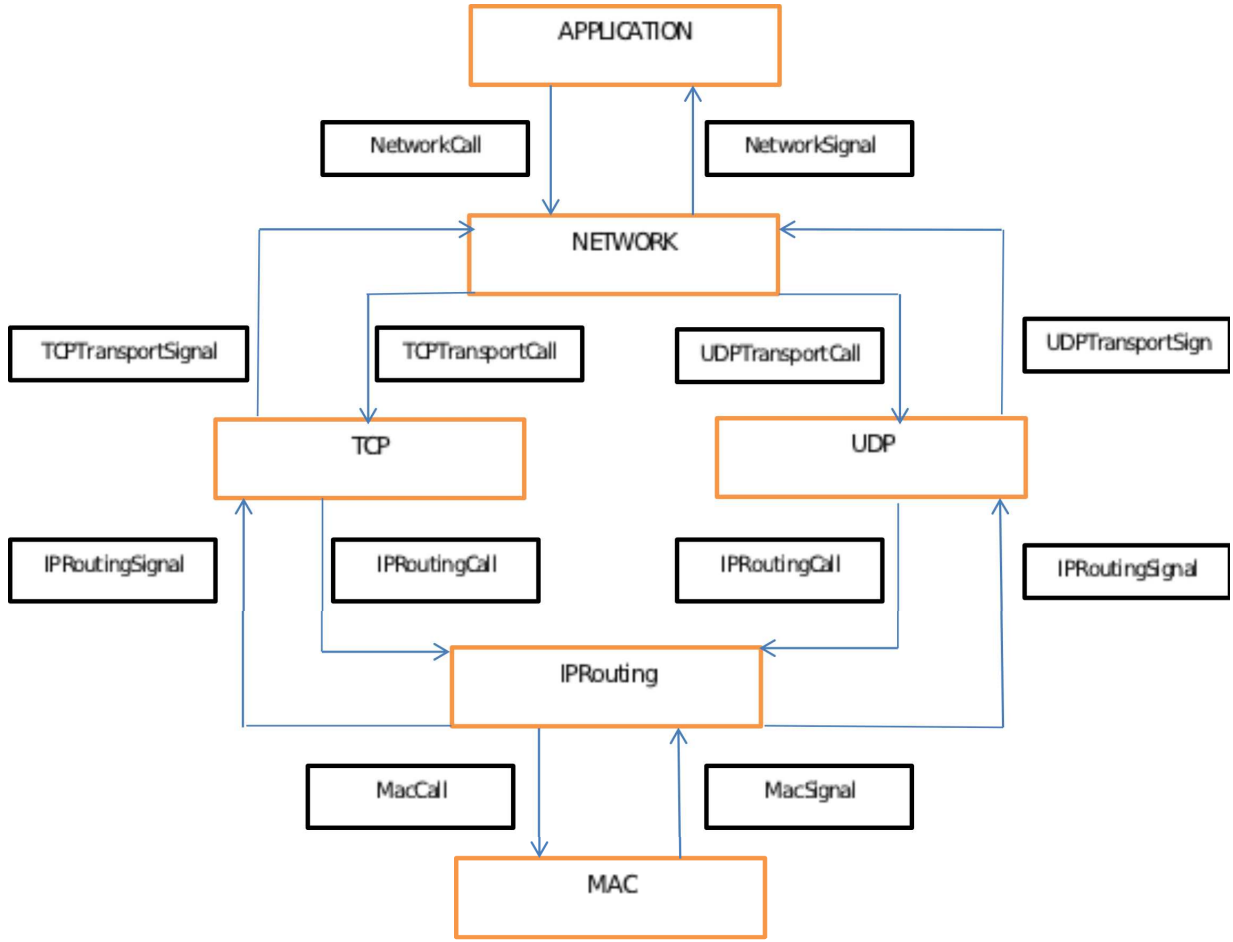 APPLICATION
NetworkCall
NetworkSignal
NETWORK
TCPTransportSignal
TCPTransportCall
UDPTransportCall
UDPTransportSign
TCP
UDP
IPRoutingSignal
IPRoutingCall
IPRoutingCall
IPRoutingSignal
IPRouting
MacCall
MacSignal
MAC